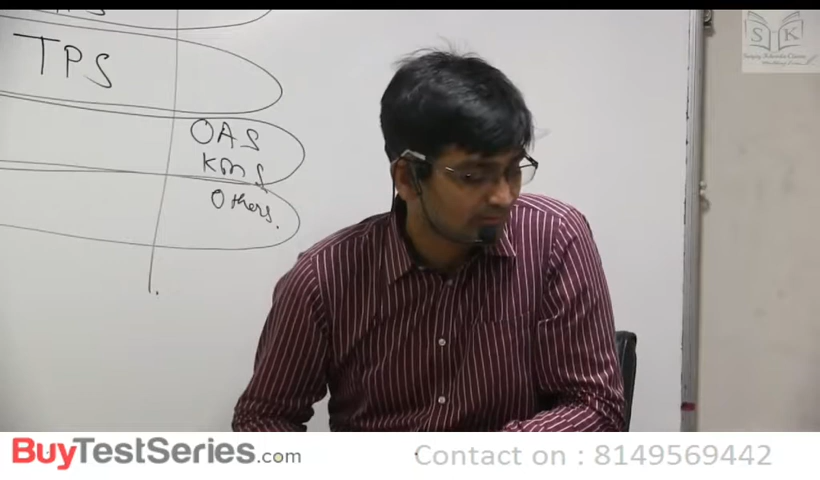 TPS
OAS
KMS
Others.
S K
BuyTestSeries.com
Contact on : 8149569442